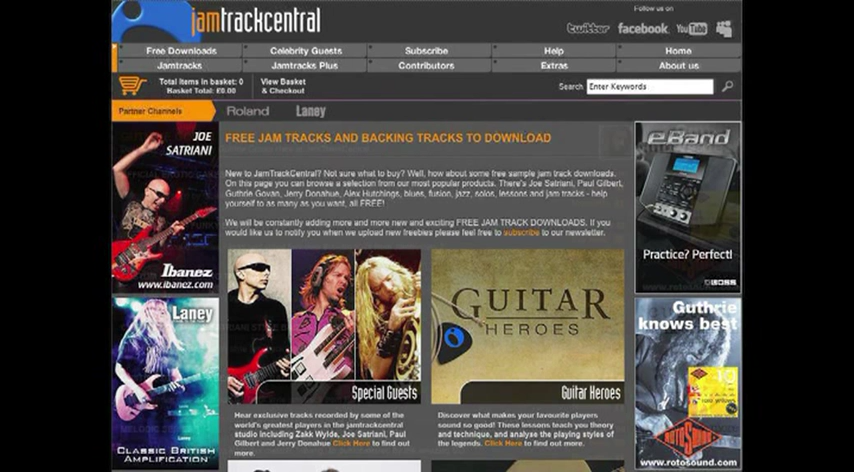 Follow us on
jamtrackcentral
twitter facebook YouTube
Free Downloads Celebrity Guests Subscribe Help Home
Jamtracks Jamtracks Plus Contributors Extras About us
Total items in basket: 0 View Basket
Basket Total: £0.00 & Checkout
Search Enter Keywords
Partner Channels Roland Laney
JOE
SATRIANI
Ibanez
www.ibanez.com
Laney
Laney
CLASSIC BRITISH
AMPLIFICATION
FREE JAM TRACKS AND BACKING TRACKS TO DOWNLOAD
New to JamTrackCentral? Not sure what to buy? Well, how about some free sample jam track downloads.
On this page you can browse a selection from our most popular products. There's Joe Satriani, Paul Gilbert,
Guthrie Govan, Jerry Donahue, Alex Hutchings, blues, fusion, jazz, solos, lessons and jam tracks - help
yourself to as many as you want, all FREE!
We will be constantly adding more and more new and exciting FREE JAM TRACK DOWNLOADS. If you
would like us to notify you when we upload new freebies please feel free to subscribe to our newsletter.
Special Guests
Hear exclusive tracks recorded by some of the
world's greatest players in the jamtrackcentral
studio including Zakk Wylde, Joe Satriani, Paul
Gilbert and Jerry Donahue Click Here to find out
more.
GUITAR
HEROES
Guitar Heroes
Discover what makes your favourite players
sound so good! These lessons teach you theory
and technique, and analyse the playing styles of
the legends. Click Here to find out more.
eBand
Practice? Perfect!
BOSS
Guthrie
knows best
10
ROTOSOUND
www.rotosound.com